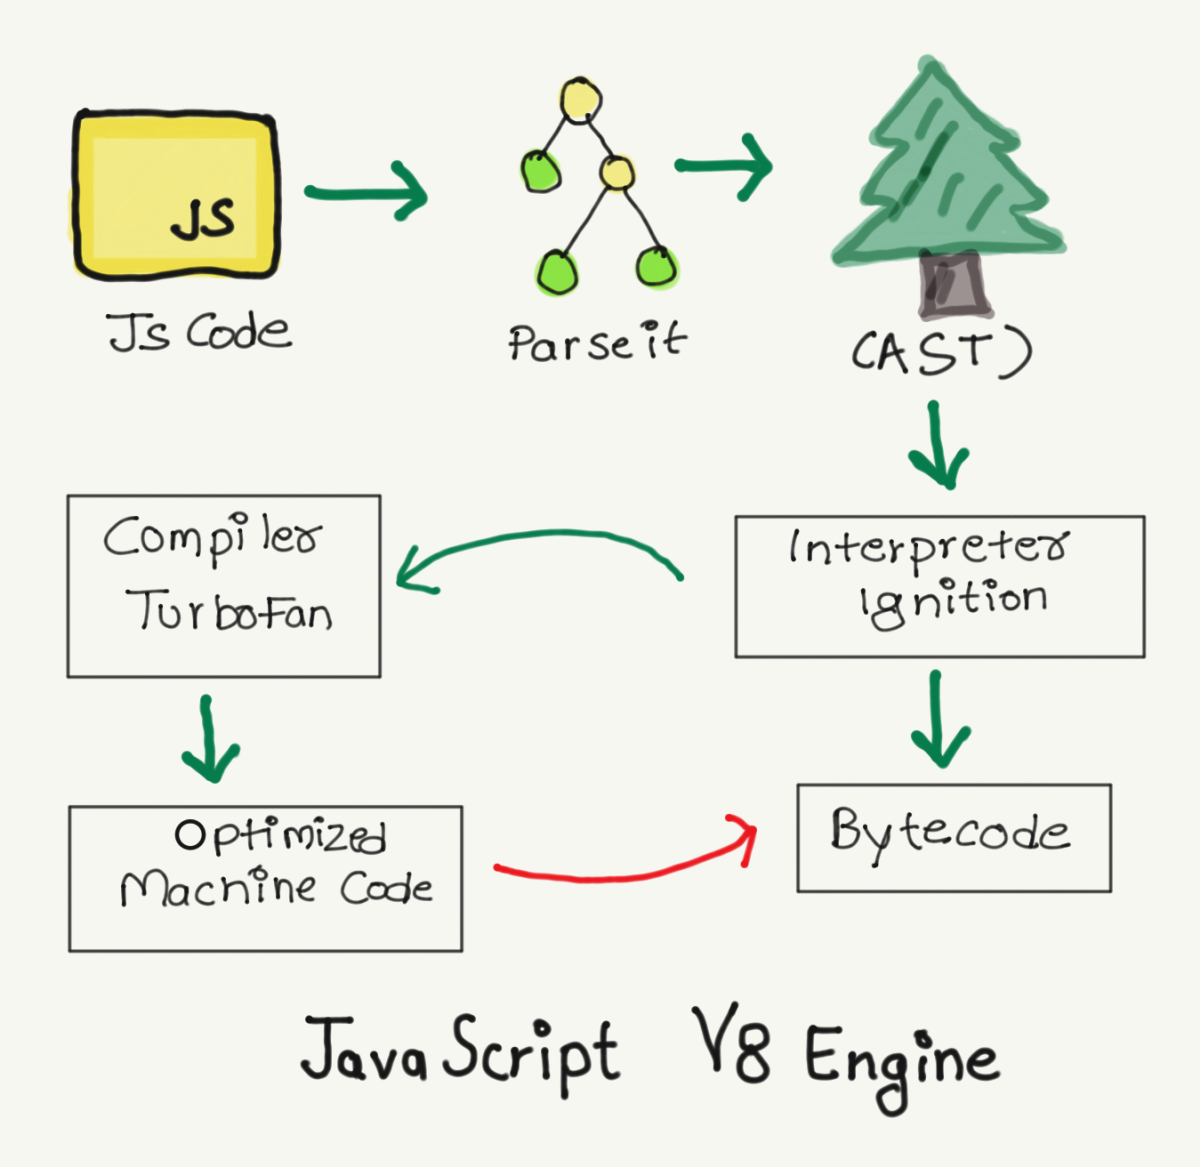 JS
Js Code
Parse it
(AST)
Interpreter
Ignition
Compiler
TurboFan
Optimized
Machine Code
Bytecode
JavaScript V8 Engine